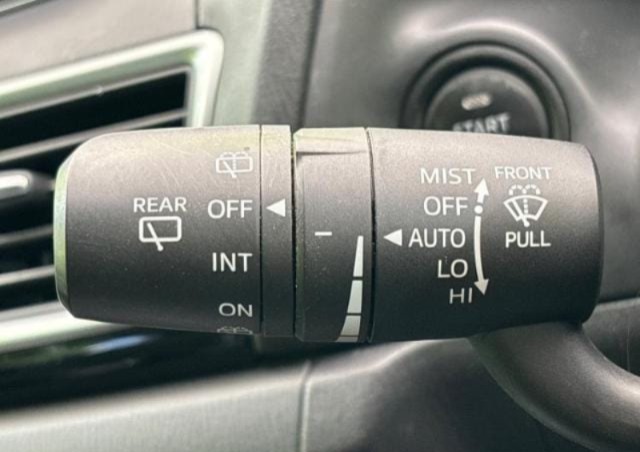 START
REAR
OFF
INT
ON
MIST
OFF
AUTO
LO
HI
FRONT
PULL